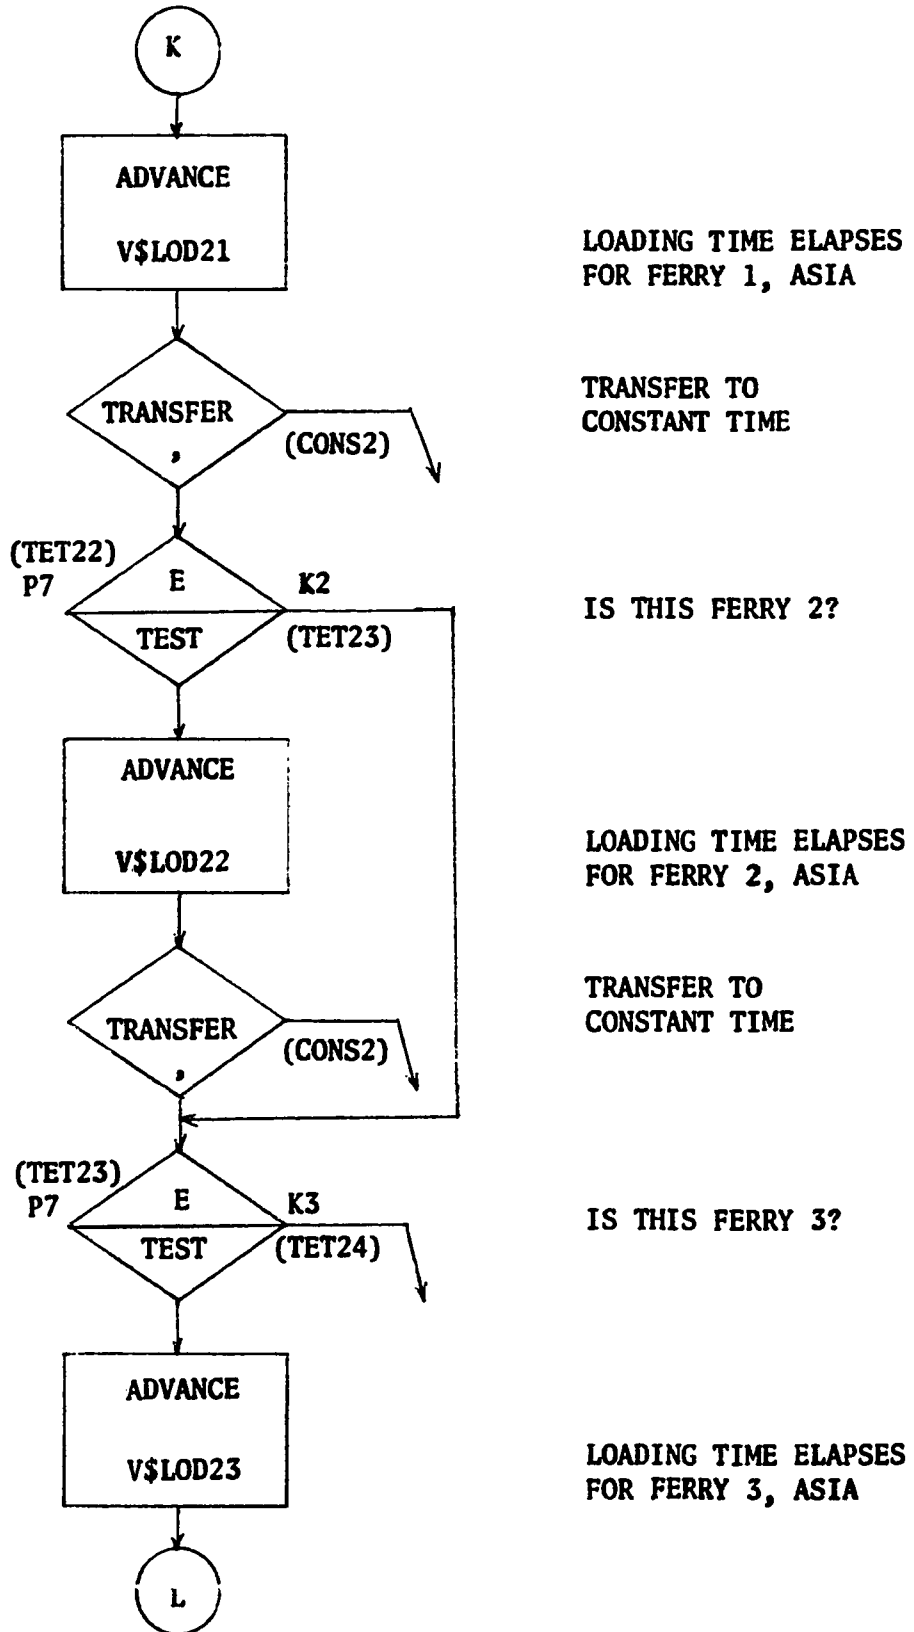 K
ADVANCE
V$LOD21
LOADING TIME ELAPSES
FOR FERRY 1, ASIA
TRANSFER
,
(CONS2)
TRANSFER TO
CONSTANT TIME
(TET22)
P7
E
K2
TEST
(TET23)
IS THIS FERRY 2?
ADVANCE
V$LOD22
LOADING TIME ELAPSES
FOR FERRY 2, ASIA
TRANSFER
,
(CONS2)
TRANSFER TO
CONSTANT TIME
(TET23)
P7
E
K3
TEST
(TET24)
IS THIS FERRY 3?
ADVANCE
V$LOD23
LOADING TIME ELAPSES
FOR FERRY 3, ASIA
L